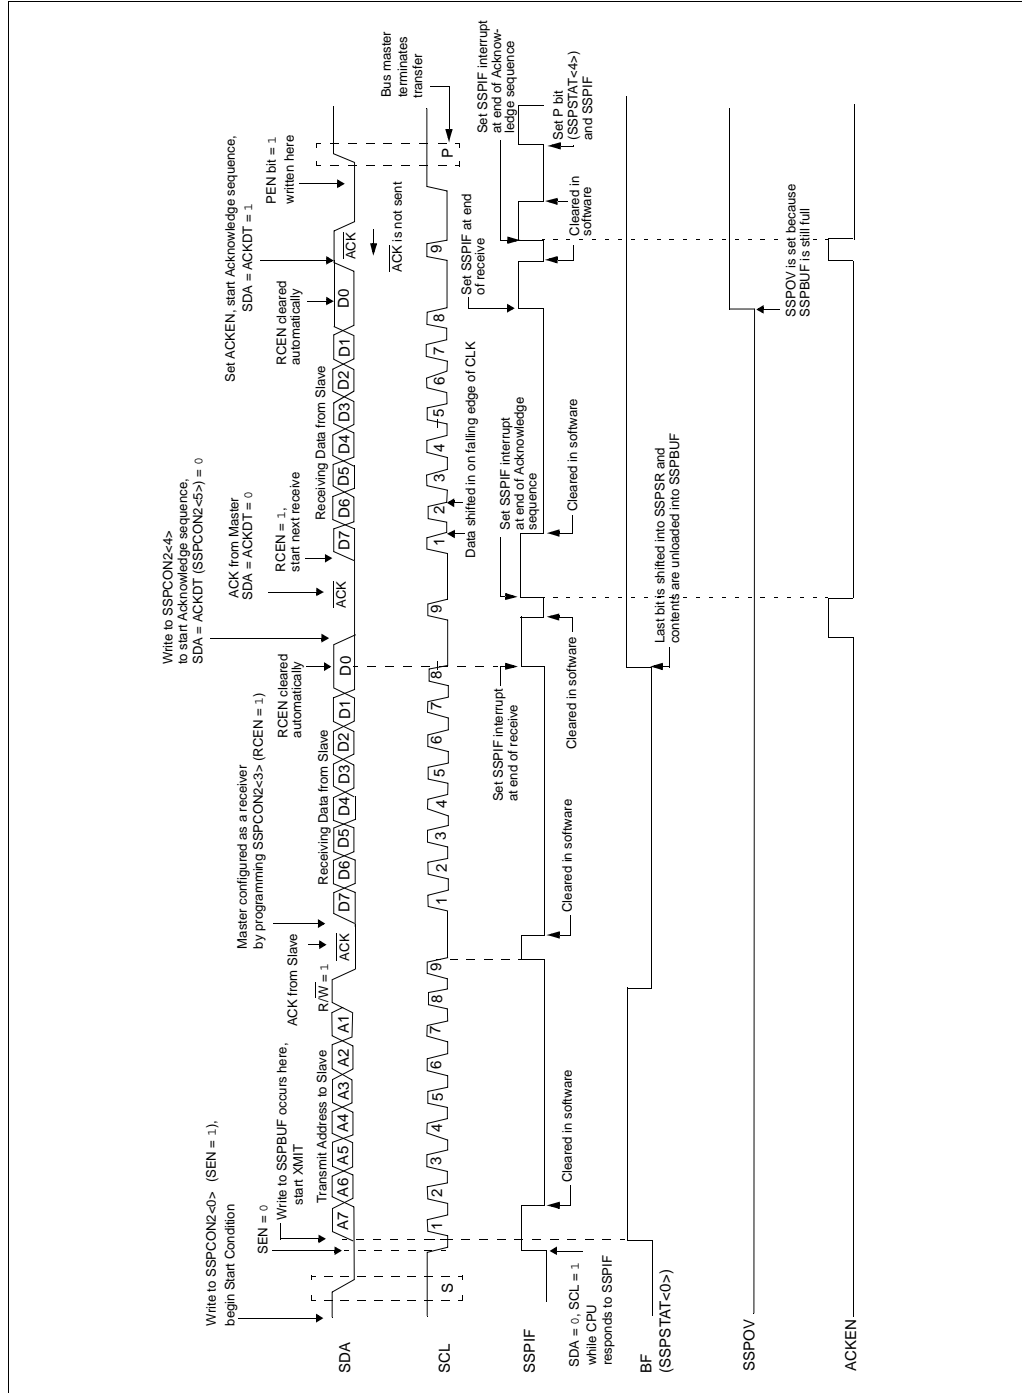 Write to SSPCON2<0> (SEN = 1),
begin Start Condition
SEN = 0
Write to SSPBUF occurs here,
start XMIT
ACK from Slave
Master configured as a receiver
by programming SSPCON2<3> (RCEN = 1)
RCEN cleared
automatically
Write to SSPCON2<4>
to start Acknowledge sequence,
SDA = ACKDT (SSPCON2<5>) = 0
ACK from Master
SDA = ACKDT = 0
RCEN = 1,
start next receive
RCEN cleared
automatically
Set ACKEN, start Acknowledge sequence,
SDA = ACKDT = 1
PEN bit = 1
written here
Transmit Address to Slave
R/W = 1
Receiving Data from Slave
Receiving Data from Slave
SDA
A7 A6 A5 A4 A3 A2 A1
ACK
D7 D6 D5 D4 D3 D2 D1 D0
ACK
D7 D6 D5 D4 D3 D2 D1 D0
ACK
ACK is not sent
Bus master
terminates
transfer
SCL
S
1 2 3 4 5 6 7 8 9
1 2 3 4 5 6 7 8 9
1 2 3 4 5 6 7 8 9
P
Data shifted in on falling edge of CLK
Set SSPIF interrupt
at end of receive
Set SSPIF interrupt
at end of Acknowledge
sequence
Set SSPIF at end
of receive
Set SSPIF interrupt
at end of Acknow-
ledge sequence
SSPIF
SDA = 0, SCL = 1
while CPU
responds to SSPIF
Cleared in software
Cleared in software
Cleared in software
Cleared in software
Cleared in
software
Set P bit
(SSPSTAT<4>)
and SSPIF
BF
(SSPSTAT<0>)
Last bit is shifted into SSPSR and
contents are unloaded into SSPBUF
SSPOV
SSPOV is set because
SSPBUF is still full
ACKEN